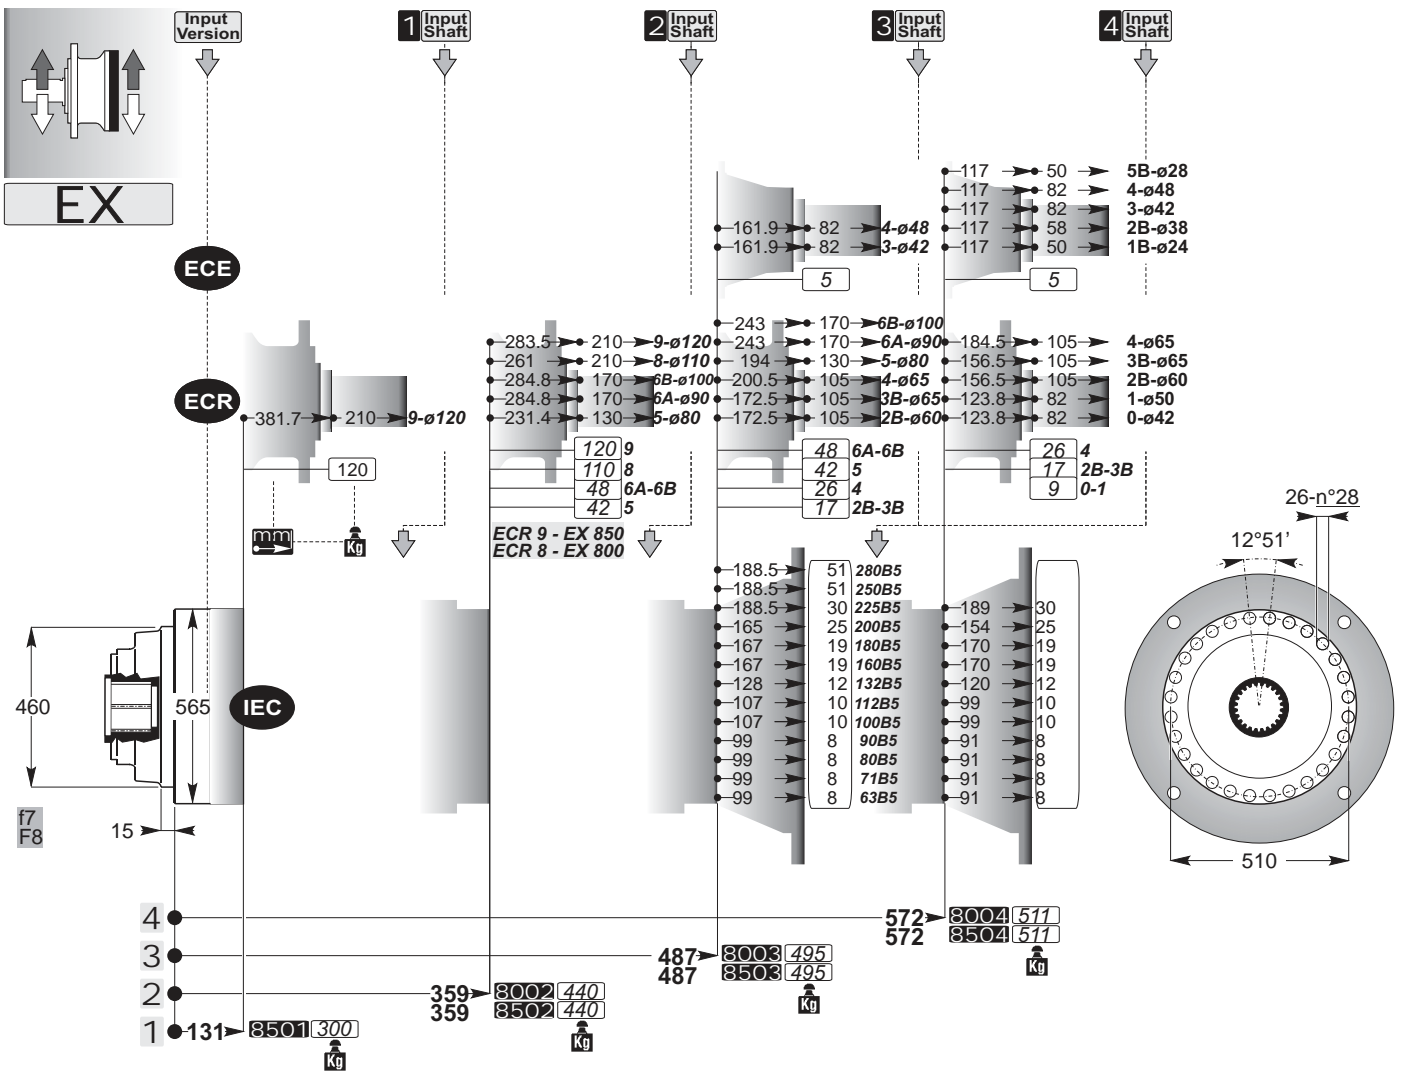 Input Version
1 Input Shaft
2 Input Shaft
3 Input Shaft
4 Input Shaft
EX
ECE
161.9 82 4-ø48
161.9 82 3-ø42
5
117 50 5B-ø28
117 82 4-ø48
117 82 3-ø42
117 58 2B-ø38
117 50 1B-ø24
5
ECR
381.7 210 9-ø120
120
mm
Kg
283.5 210 9-ø120
261 210 8-ø110
284.8 170 6B-ø100
284.8 170 6A-ø90
231.4 130 5-ø80
120 9
110 8
48 6A-6B
42 5
ECR 9 - EX 850
ECR 8 - EX 800
243 170 6B-ø100
243 170 6A-ø90
194 130 5-ø80
200.5 105 4-ø65
172.5 105 3B-ø65
172.5 105 2B-ø60
48 6A-6B
42 5
26 4
17 2B-3B
184.5 105 4-ø65
156.5 105 3B-ø65
156.5 105 2B-ø60
123.8 82 1-ø50
123.8 82 0-ø42
26 4
17 2B-3B
9 0-1
IEC
188.5 51 280B5
188.5 51 250B5
188.5 30 225B5 189 30
165 25 200B5 154 25
167 19 180B5 170 19
167 19 160B5 170 19
128 12 132B5 120 12
107 10 112B5 99 10
107 10 100B5 99 10
99 8 90B5 91 8
99 8 80B5 91 8
99 8 71B5 91 8
99 8 63B5 91 8
460
565
f7
F8
15
26-n°28
12°51’
510
4 572 8004 511
572 8504 511
Kg
3 487 8003 495
487 8503 495
Kg
2 359 8002 440
359 8502 440
Kg
1 131 8501 300
Kg